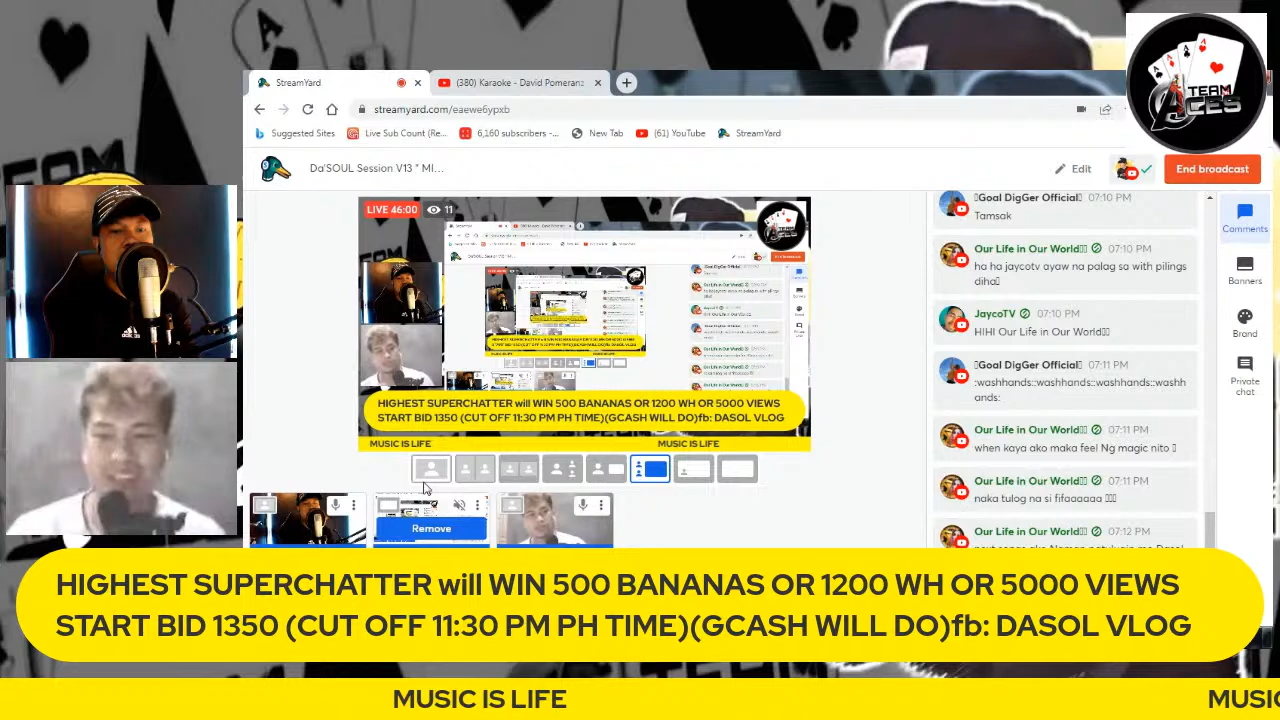 TEAM
ACES
StreamYard
(380) Karaoke - David Pomeranz
streamyard.com/eaewe6ypxb
Suggested Sites
Live Sub Count (Re...
6,160 subscribers -...
New Tab
(61) YouTube
StreamYard
Da'SOUL Session V13 " MI...
Edit
End broadcast
LIVE 46:00
11
Goal DigGer Official 07:10 PM
Tamsak
Our Life in Our World 07:10 PM
ha ha jaycotv ayaw na palag sa with pilings
diha
JaycoTV 07:10 PM
HIHI Our Life in Our World
Goal DigGer Official 07:11 PM
:washhands::washhands::washhands::washh
ands:
Our Life in Our World 07:11 PM
when kaya ako maka feel Ng magic nito
Our Life in Our World 07:11 PM
naka tulog na si fifaaaaaa
Our Life in Our World 07:12 PM
Comments
Banners
Brand
Private
chat
HIGHEST SUPERCHATTER will WIN 500 BANANAS OR 1200 WH OR 5000 VIEWS
START BID 1350 (CUT OFF 11:30 PM PH TIME)(GCASH WILL DO)fb: DASOL VLOG
MUSIC IS LIFE
MUSIC IS LIFE
Remove
HIGHEST SUPERCHATTER will WIN 500 BANANAS OR 1200 WH OR 5000 VIEWS
START BID 1350 (CUT OFF 11:30 PM PH TIME)(GCASH WILL DO)fb: DASOL VLOG
MUSIC IS LIFE
MUSIC